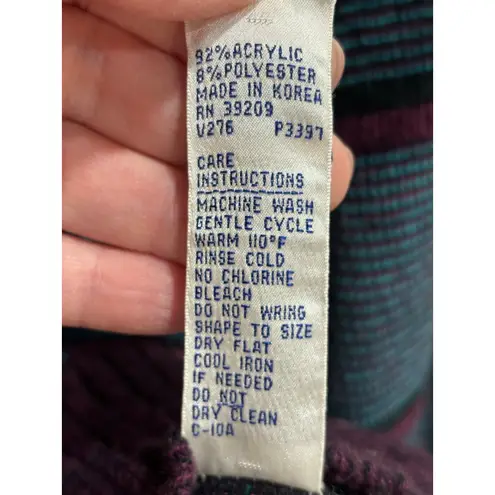 92%ACRYLIC
8%POLYESTER
MADE IN KOREA
RN 39209
V276 P3397
CARE
INSTRUCTIONS
MACHINE WASH
GENTLE CYCLE
WARM 110°F
RINSE COLD
NO CHLORINE
BLEACH
DO NOT WRING
SHAPE TO SIZE
DRY FLAT
COOL IRON
IF NEEDED
DO NOT
DRY CLEAN
C-10A